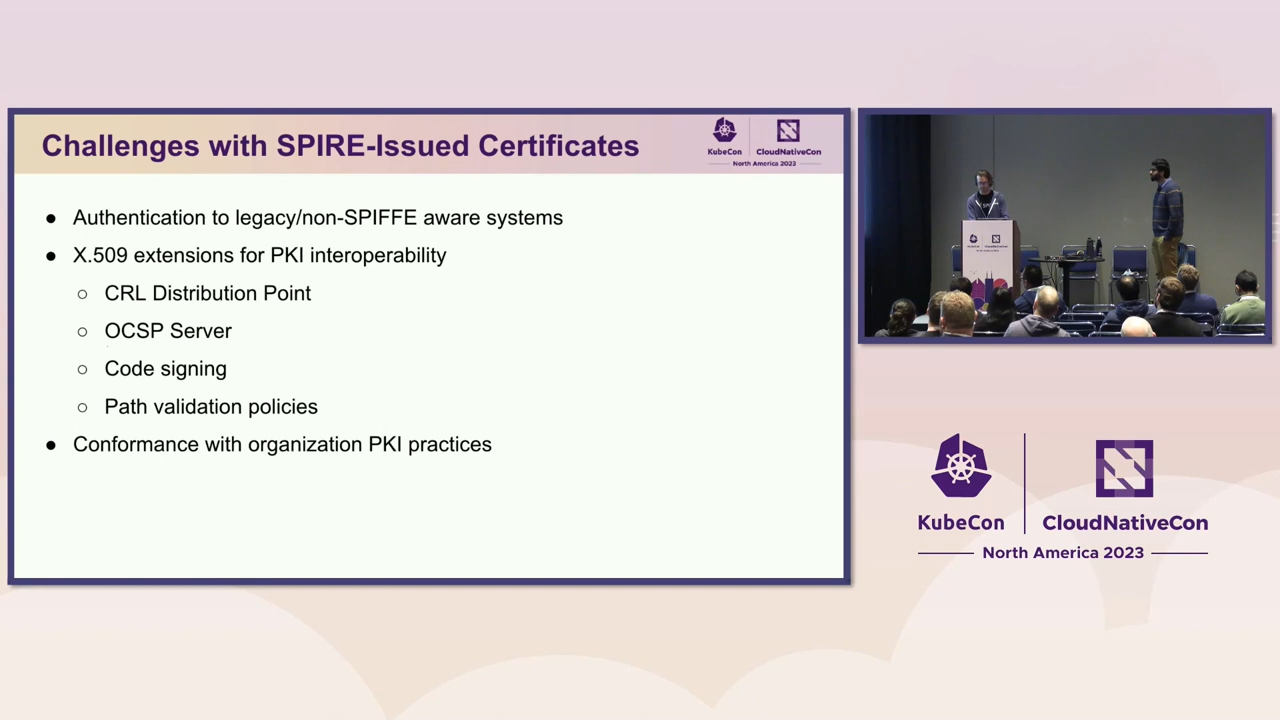 Challenges with SPIRE-Issued Certificates
KubeCon
CloudNativeCon
North America 2023
● Authentication to legacy/non-SPIFFE aware systems
● X.509 extensions for PKI interoperability
○ CRL Distribution Point
○ OCSP Server
○ Code signing
○ Path validation policies
● Conformance with organization PKI practices
KubeCon
CloudNativeCon
North America 2023